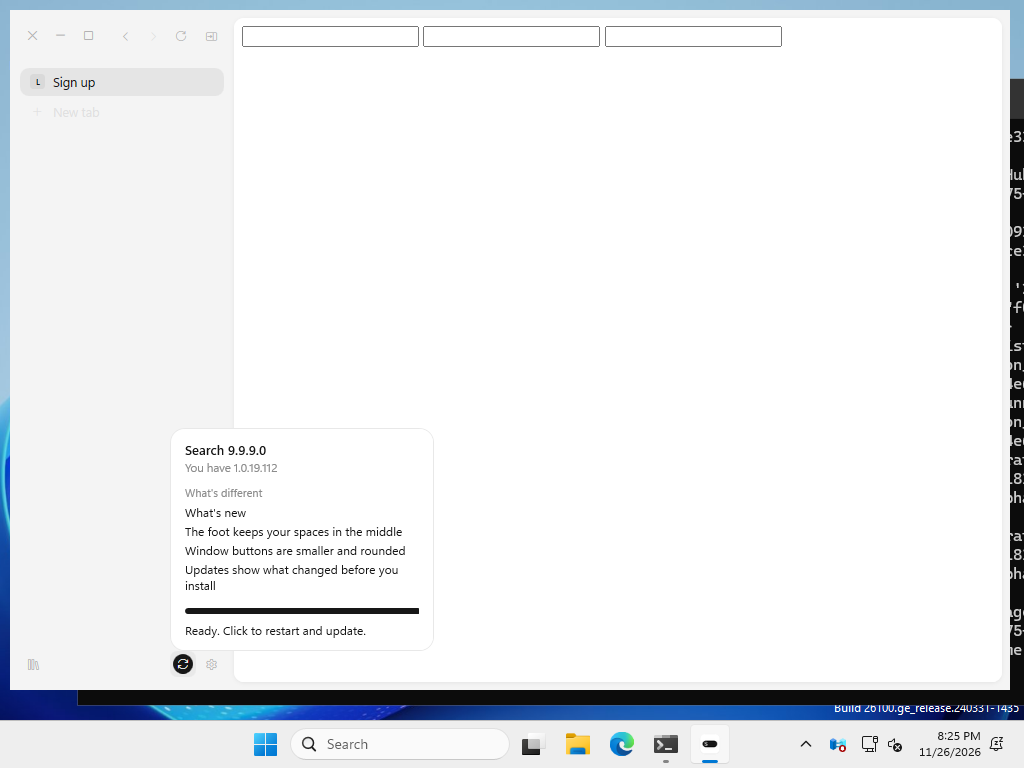 L Sign up
+ New tab
Search 9.9.9.0
You have 1.0.19.112
What's different
What's new
The foot keeps your spaces in the middle
Window buttons are smaller and rounded
Updates show what changed before you
install
Ready. Click to restart and update.
Build 26100.ge_release.240331-1435
Search
8:25 PM
11/26/2026